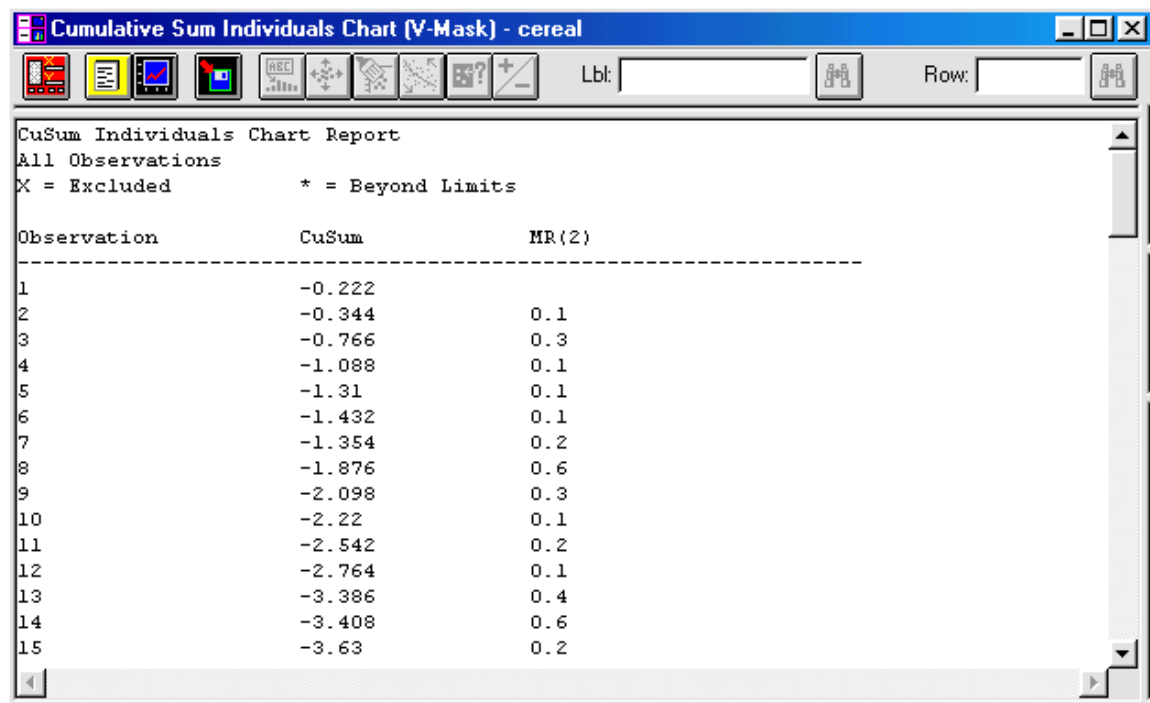 Cumulative Sum Individuals Chart (V-Mask) - cereal
ABC Lbl: Row:
CuSum Individuals Chart Report
All Observations
X = Excluded * = Beyond Limits
Observation CuSum MR(2)
-----------------------------------------------------------------
1 -0.222
2 -0.344 0.1
3 -0.766 0.3
4 -1.088 0.1
5 -1.31 0.1
6 -1.432 0.1
7 -1.354 0.2
8 -1.876 0.6
9 -2.098 0.3
10 -2.22 0.1
11 -2.542 0.2
12 -2.764 0.1
13 -3.386 0.4
14 -3.408 0.6
15 -3.63 0.2